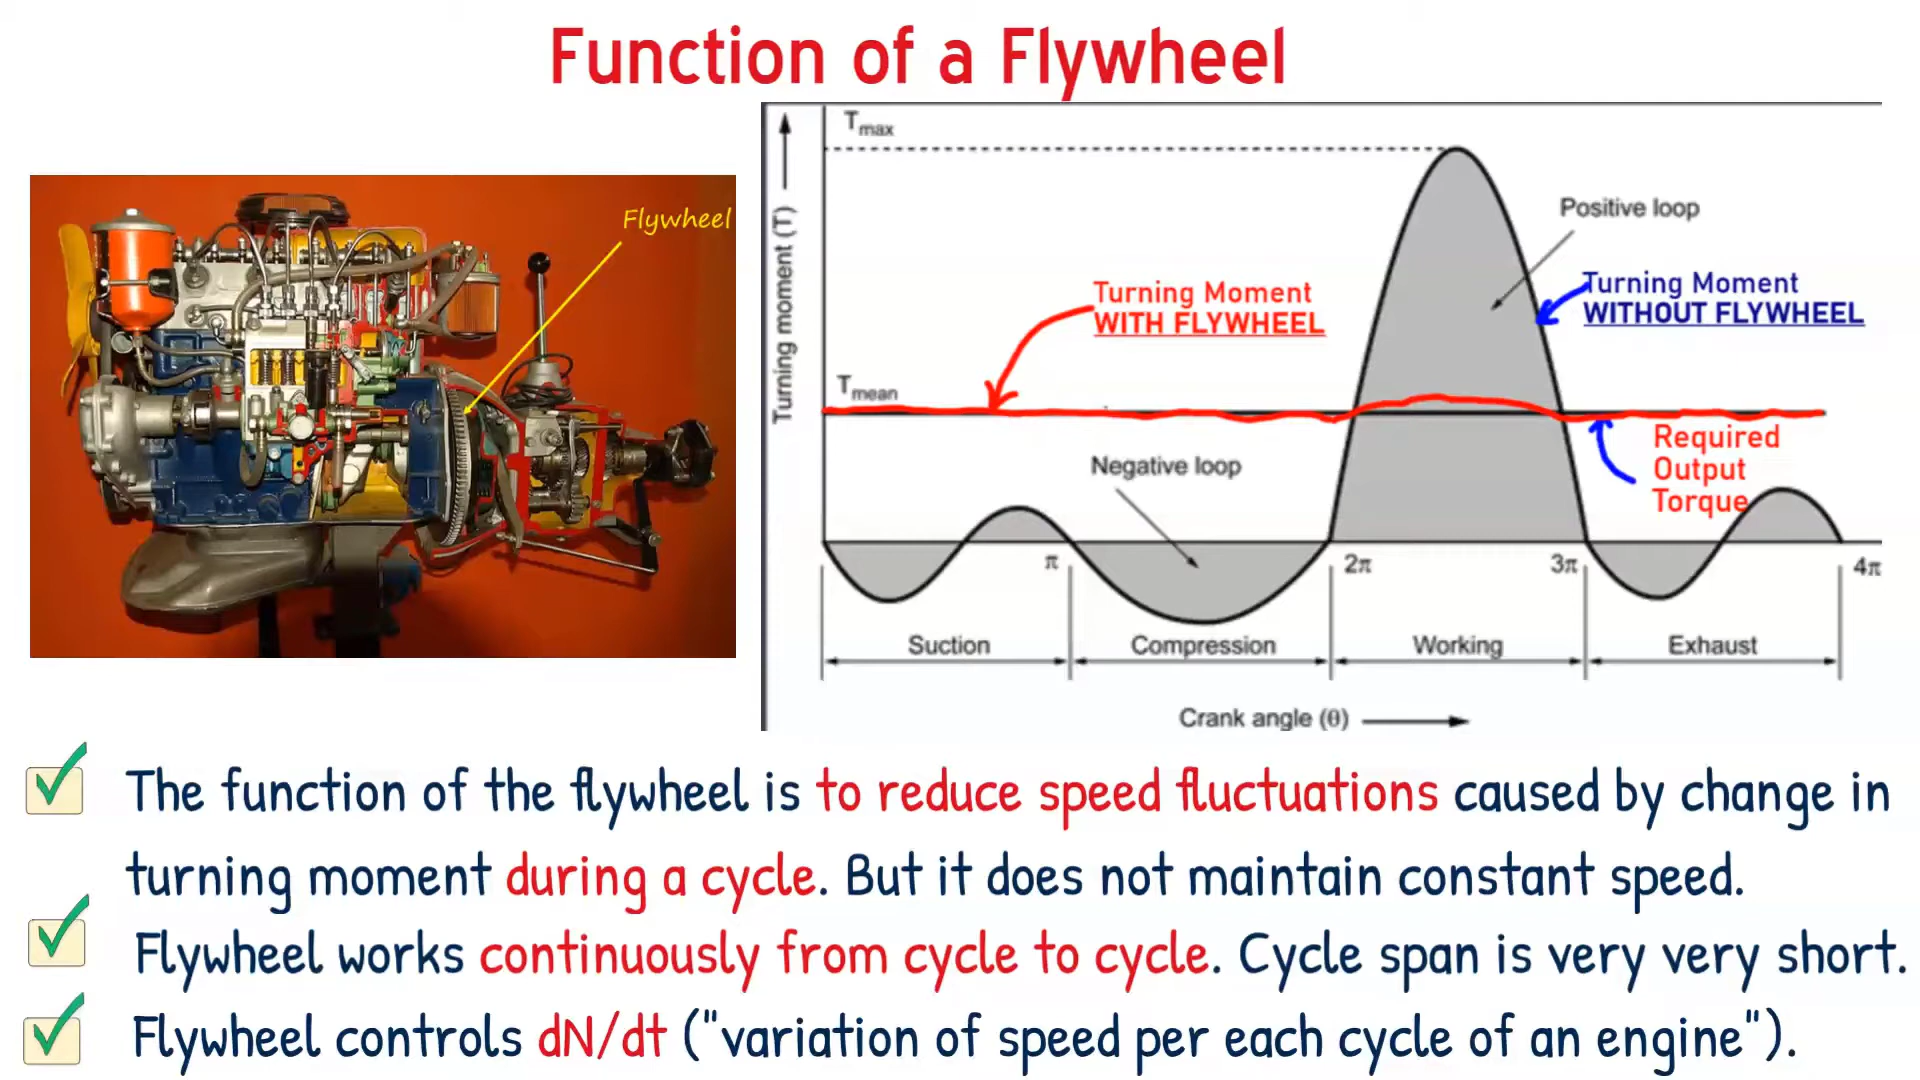 Function of a Flywheel
Flywheel
Turning moment (T)
Tmax
Positive loop
Turning Moment
WITH FLYWHEEL
Turning Moment
WITHOUT FLYWHEEL
Tmean
Required
Output
Torque
Negative loop
π
2π
3π
4π
Suction
Compression
Working
Exhaust
Crank angle (θ)
The function of the flywheel is to reduce speed fluctuations caused by change in
turning moment during a cycle. But it does not maintain constant speed.
Flywheel works continuously from cycle to cycle. Cycle span is very very short.
Flywheel controls dN/dt ("variation of speed per each cycle of an engine").